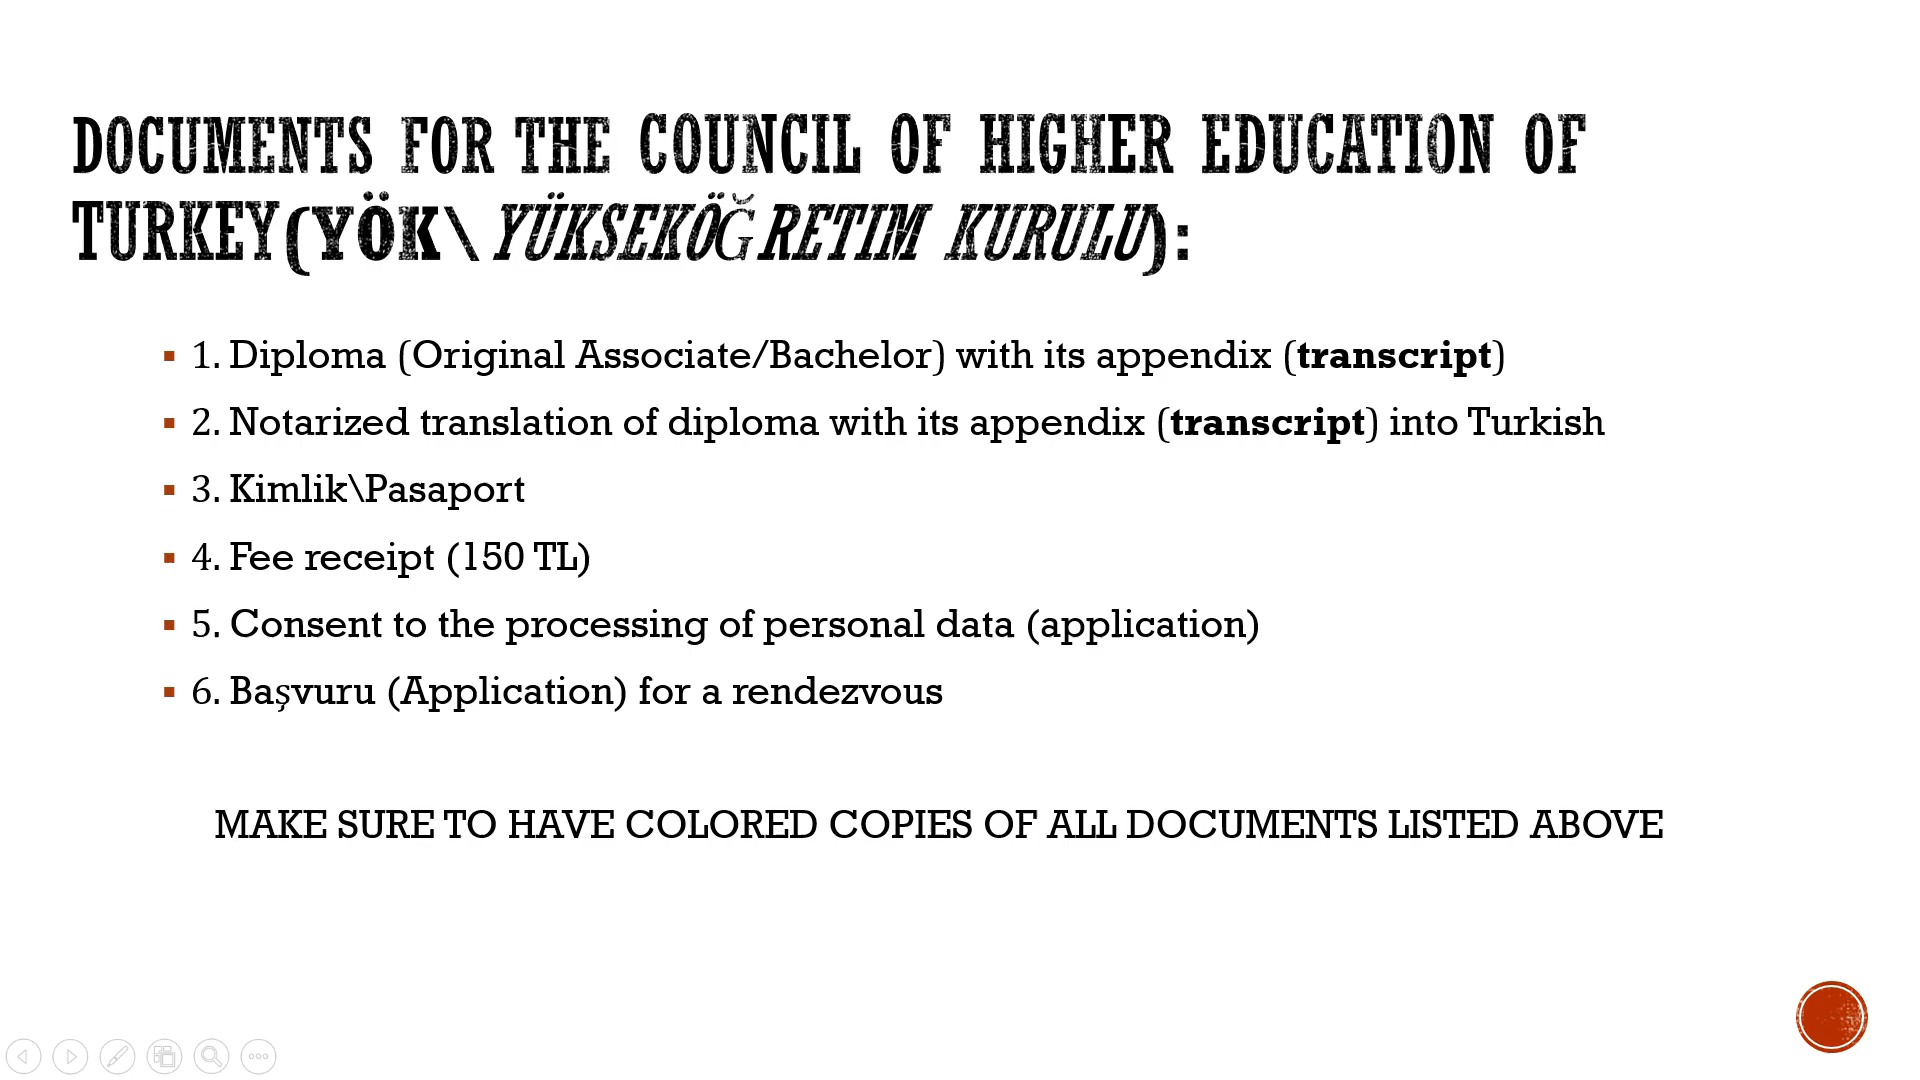 DOCUMENTS FOR THE COUNCIL OF HIGHER EDUCATION OF
TURKEY(YÖK\YÜKSEKÖĞRETIM KURULU):
1. Diploma (Original Associate/Bachelor) with its appendix (transcript)
2. Notarized translation of diploma with its appendix (transcript) into Turkish
3. Kimlik\Pasaport
4. Fee receipt (150 TL)
5. Consent to the processing of personal data (application)
6. Başvuru (Application) for a rendezvous
MAKE SURE TO HAVE COLORED COPIES OF ALL DOCUMENTS LISTED ABOVE